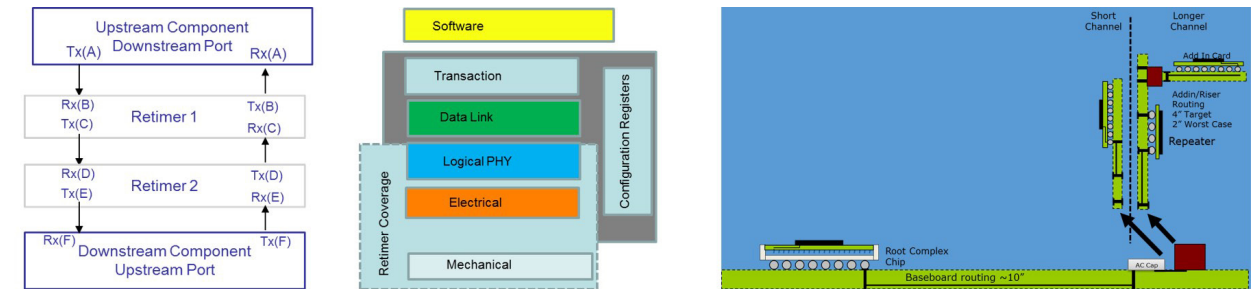 Upstream Component
Downstream Port
Tx(A)
Rx(A)
Rx(B)
Tx(B)
Retimer 1
Tx(C)
Rx(C)
Rx(D)
Tx(D)
Retimer 2
Tx(E)
Rx(E)
Rx(F)
Tx(F)
Downstream Component
Upstream Port
Software
Transaction
Data Link
Logical PHY
Electrical
Mechanical
Configuration Registers
Retimer Coverage
Short
Channel
Longer
Channel
Add In Card
Addin/Riser
Routing
4" Target
2" Worst Case
Repeater
Root Complex
Chip
AC Cap
Baseboard routing ~10"